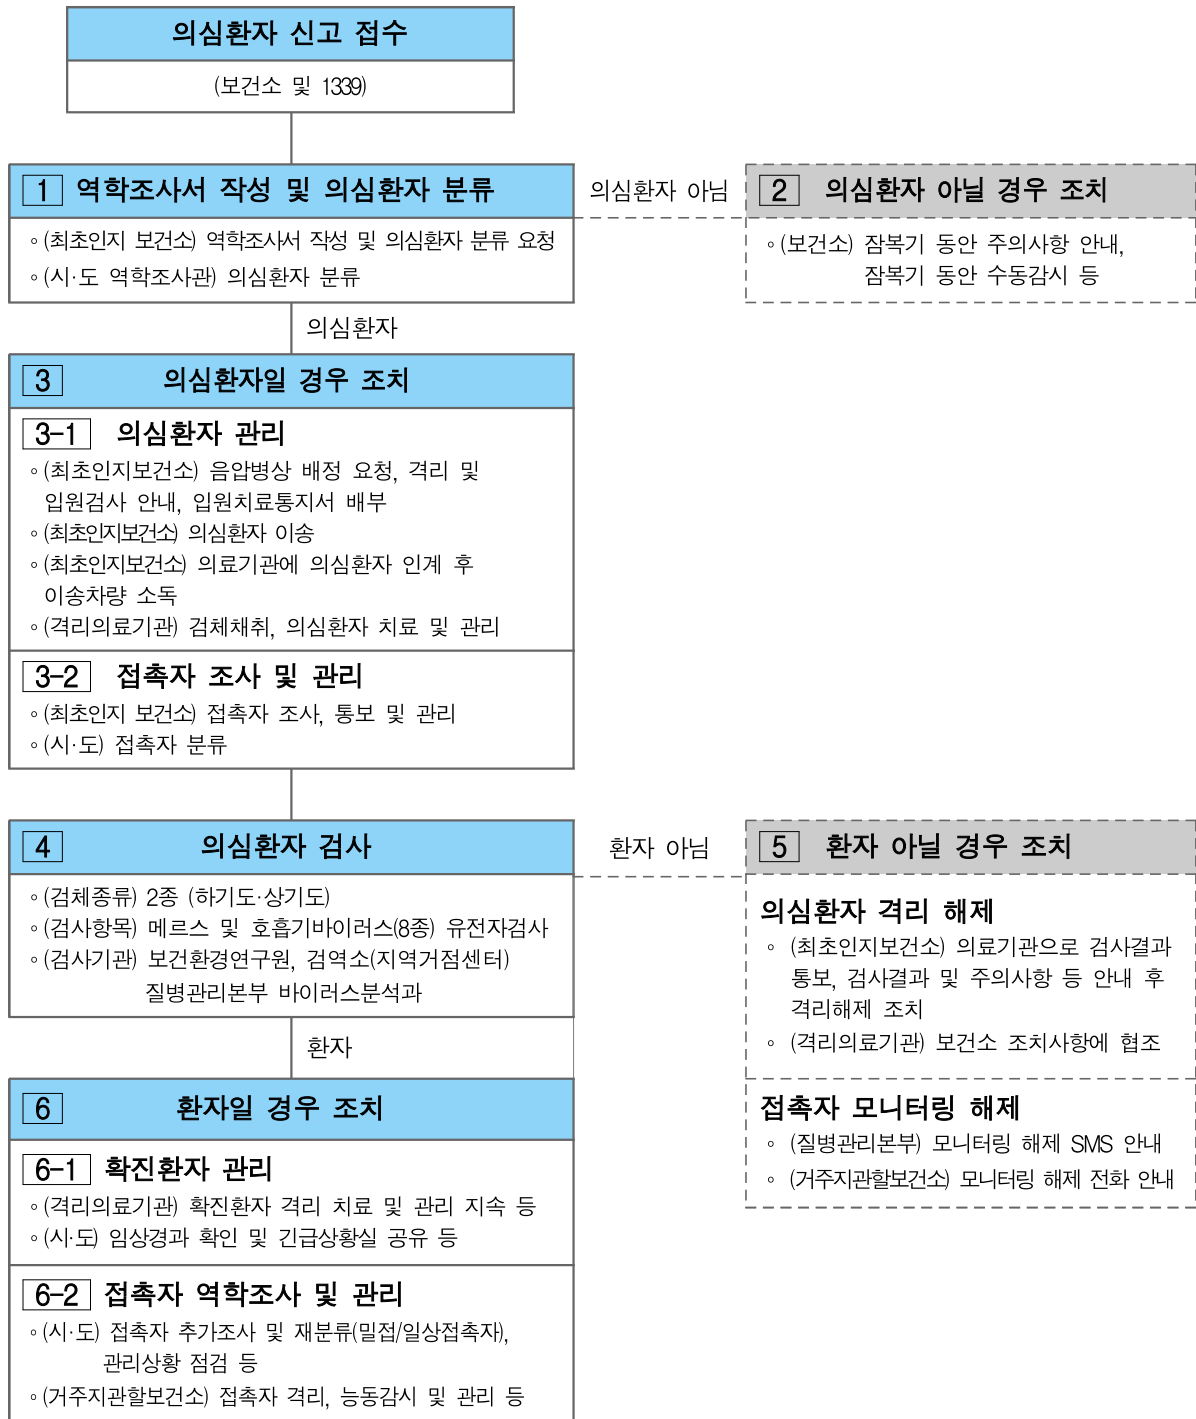 의심환자 신고 접수
(보건소 및 1339)
1 역학조사서 작성 및 의심환자 분류
◦(최초인지 보건소) 역학조사서 작성 및 의심환자 분류 요청
◦(시·도 역학조사관) 의심환자 분류
의심환자 아님
2 의심환자 아닐 경우 조치
◦(보건소) 잠복기 동안 주의사항 안내,
잠복기 동안 수동감시 등
의심환자
3 의심환자일 경우 조치
3-1 의심환자 관리
◦(최초인지보건소) 음압병상 배정 요청, 격리 및
입원검사 안내, 입원치료통지서 배부
◦(최초인지보건소) 의심환자 이송
◦(최초인지보건소) 의료기관에 의심환자 인계 후
이송차량 소독
◦(격리의료기관) 검체채취, 의심환자 치료 및 관리
3-2 접촉자 조사 및 관리
◦(최초인지 보건소) 접촉자 조사, 통보 및 관리
◦(시·도) 접촉자 분류
4 의심환자 검사
◦(검체종류) 2종 (하기도·상기도)
◦(검사항목) 메르스 및 호흡기바이러스(8종) 유전자검사
◦(검사기관) 보건환경연구원, 검역소(지역거점센터)
질병관리본부 바이러스분석과
환자 아님
5 환자 아닐 경우 조치
의심환자 격리 해제
◦ (최초인지보건소) 의료기관으로 검사결과
통보, 검사결과 및 주의사항 등 안내 후
격리해제 조치
◦ (격리의료기관) 보건소 조치사항에 협조
접촉자 모니터링 해제
◦ (질병관리본부) 모니터링 해제 SMS 안내
◦ (거주지관할보건소) 모니터링 해제 전화 안내
환자
6 환자일 경우 조치
6-1 확진환자 관리
◦(격리의료기관) 확진환자 격리 치료 및 관리 지속 등
◦(시·도) 임상경과 확인 및 긴급상황실 공유 등
6-2 접촉자 역학조사 및 관리
◦(시·도) 접촉자 추가조사 및 재분류(밀접/일상접촉자),
관리상황 점검 등
◦(거주지관할보건소) 접촉자 격리, 능동감시 및 관리 등